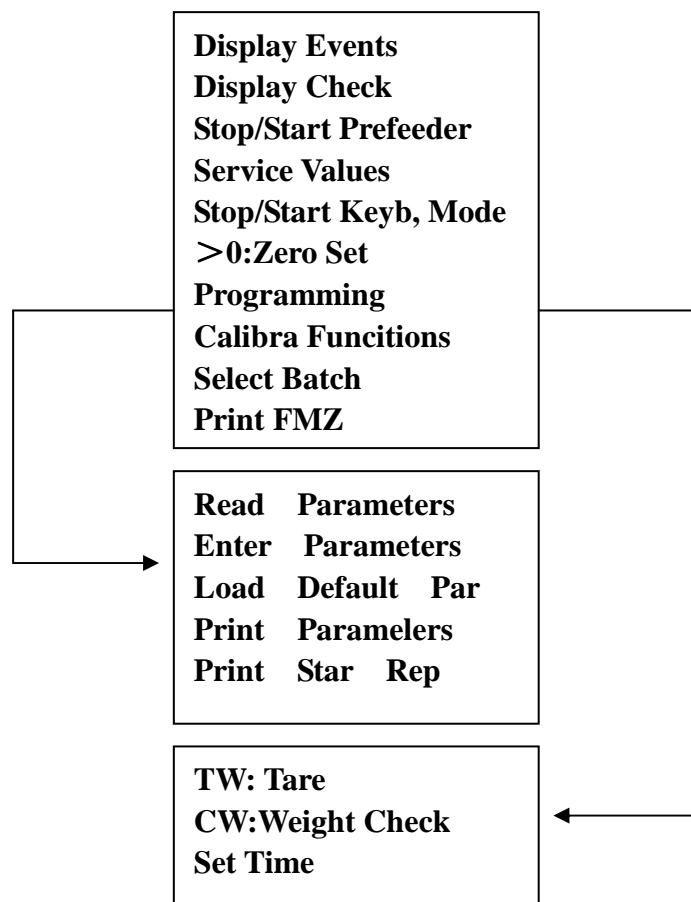 Display Events
Display Check
Stop/Start Prefeeder
Service Values
Stop/Start Keyb, Mode
＞0:Zero Set
Programming
Calibra Funcitions
Select Batch
Print FMZ
Read Parameters
Enter Parameters
Load Default Par
Print Paramelers
Print Star Rep
TW: Tare
CW:Weight Check
Set Time